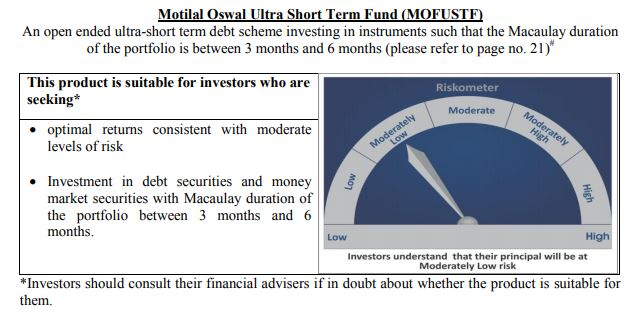 Motilal Oswal Ultra Short Term Fund (MOFUSTF)
An open ended ultra-short term debt scheme investing in instruments such that the Macaulay duration
of the portfolio is between 3 months and 6 months (please refer to page no. 21)#
This product is suitable for investors who are
seeking*
• optimal returns consistent with moderate
levels of risk
• Investment in debt securities and money
market securities with Macaulay duration of
the portfolio between 3 months and 6
months.
Riskometer
Low
Moderately
Low
Moderate
Moderately
High
High
Low
High
Investors understand that their principal will be at
Moderately Low risk
*Investors should consult their financial advisers if in doubt about whether the product is suitable for
them.